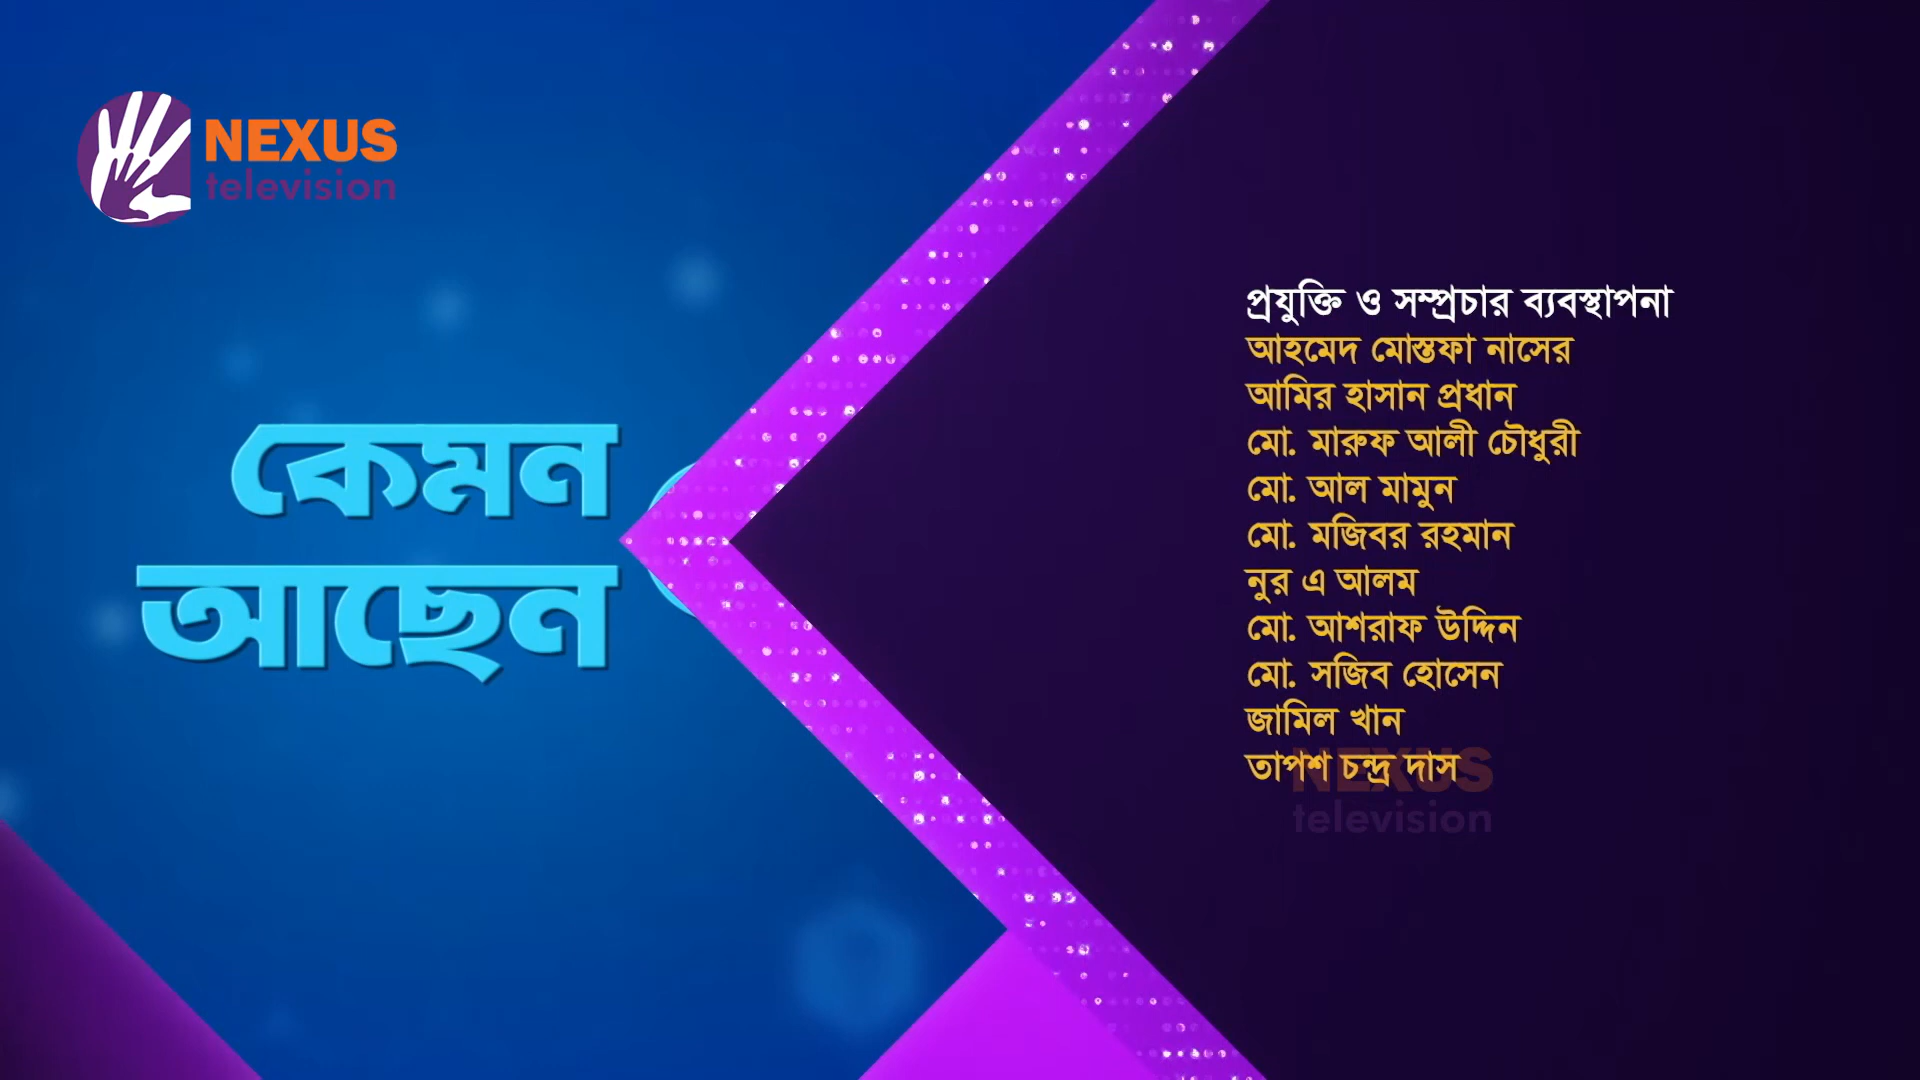 NEXUS
television
কেমন
আছেন
প্রযুক্তি ও সম্প্রচার ব্যবস্থাপনা
আহমেদ মোস্তফা নাসের
আমির হাসান প্রধান
মো. মারুফ আলী চৌধুরী
মো. আল মামুন
মো. মজিবর রহমান
নুর এ আলম
মো. আশরাফ উদ্দিন
মো. সজিব হোসেন
জামিল খান
তাপশ চন্দ্র দাস
NEXUS
television